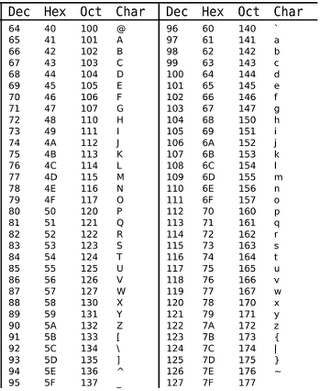 Dec Hex Oct Char Dec Hex Oct Char
64 40 100 @ 96 60 140 `
65 41 101 A 97 61 141 a
66 42 102 B 98 62 142 b
67 43 103 C 99 63 143 c
68 44 104 D 100 64 144 d
69 45 105 E 101 65 145 e
70 46 106 F 102 66 146 f
71 47 107 G 103 67 147 g
72 48 110 H 104 68 150 h
73 49 111 I 105 69 151 i
74 4A 112 J 106 6A 152 j
75 4B 113 K 107 6B 153 k
76 4C 114 L 108 6C 154 l
77 4D 115 M 109 6D 155 m
78 4E 116 N 110 6E 156 n
79 4F 117 O 111 6F 157 o
80 50 120 P 112 70 160 p
81 51 121 Q 113 71 161 q
82 52 122 R 114 72 162 r
83 53 123 S 115 73 163 s
84 54 124 T 116 74 164 t
85 55 125 U 117 75 165 u
86 56 126 V 118 76 166 v
87 57 127 W 119 77 167 w
88 58 130 X 120 78 170 x
89 59 131 Y 121 79 171 y
90 5A 132 Z 122 7A 172 z
91 5B 133 [ 123 7B 173 {
92 5C 134 \ 124 7C 174 |
93 5D 135 ] 125 7D 175 }
94 5E 136 ^ 126 7E 176 ~
95 5F 137 _ 127 7F 177